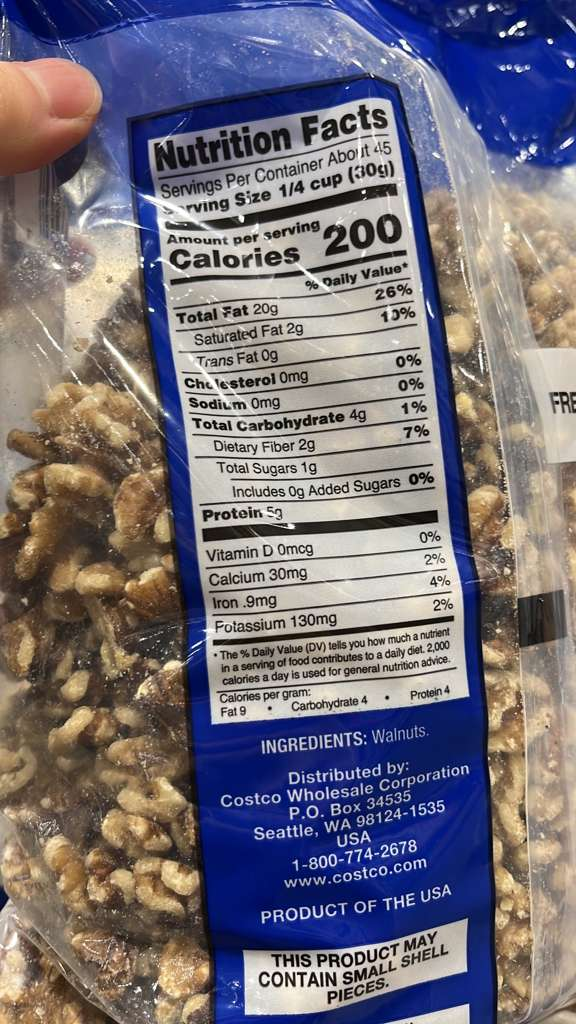 Nutrition Facts
Servings Per Container About 45
Serving Size 1/4 cup (30g)
Amount per serving
Calories 200
% Daily Value*
Total Fat 20g 26%
Saturated Fat 2g 10%
Trans Fat 0g
Cholesterol 0mg 0%
Sodium 0mg 0%
Total Carbohydrate 4g 1%
Dietary Fiber 2g 7%
Total Sugars 1g
Includes 0g Added Sugars 0%
Protein 5g
Vitamin D 0mcg 0%
Calcium 30mg 2%
Iron .9mg 4%
Potassium 130mg 2%
* The % Daily Value (DV) tells you how much a nutrient
in a serving of food contributes to a daily diet. 2,000
calories a day is used for general nutrition advice.
Calories per gram:
Fat 9 • Carbohydrate 4 • Protein 4
INGREDIENTS: Walnuts.
Distributed by:
Costco Wholesale Corporation
P.O. Box 34535
Seattle, WA 98124-1535
USA
1-800-774-2678
www.costco.com
PRODUCT OF THE USA
THIS PRODUCT MAY
CONTAIN SMALL SHELL
PIECES.